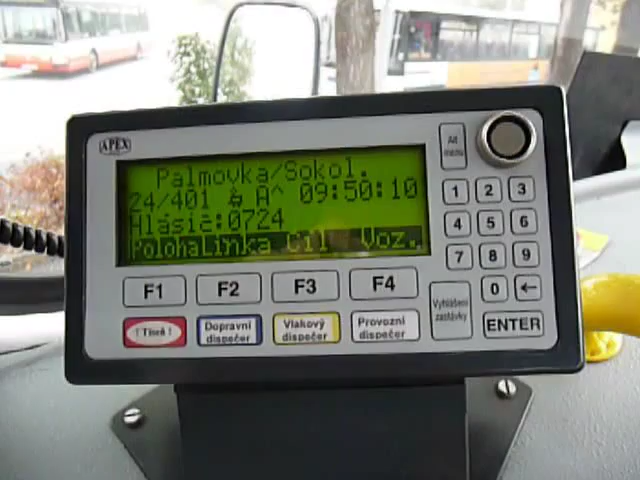 APEX
Palmovka/Sokol.
24/401 A^ 09:50:10
Hlásič:0724
Poloha Linka Cíl Voz.
Alt menu
1 2 3
4 5 6
7 8 9
0 ←
F1 F2 F3 F4
! Tíseň !
Dopravní dispečer
Vlakový dispečer
Provozní dispečer
Vyhlášení zastávky
ENTER